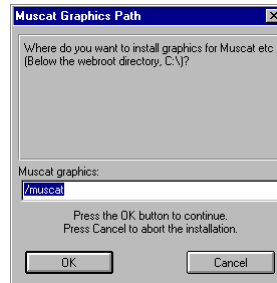 Muscat Graphics Path
Where do you want to install graphics for Muscat etc
(Below the webroot directory, C:\)?
Muscat graphics:
/muscat
Press the OK button to continue.
Press Cancel to abort the installation.
OK
Cancel